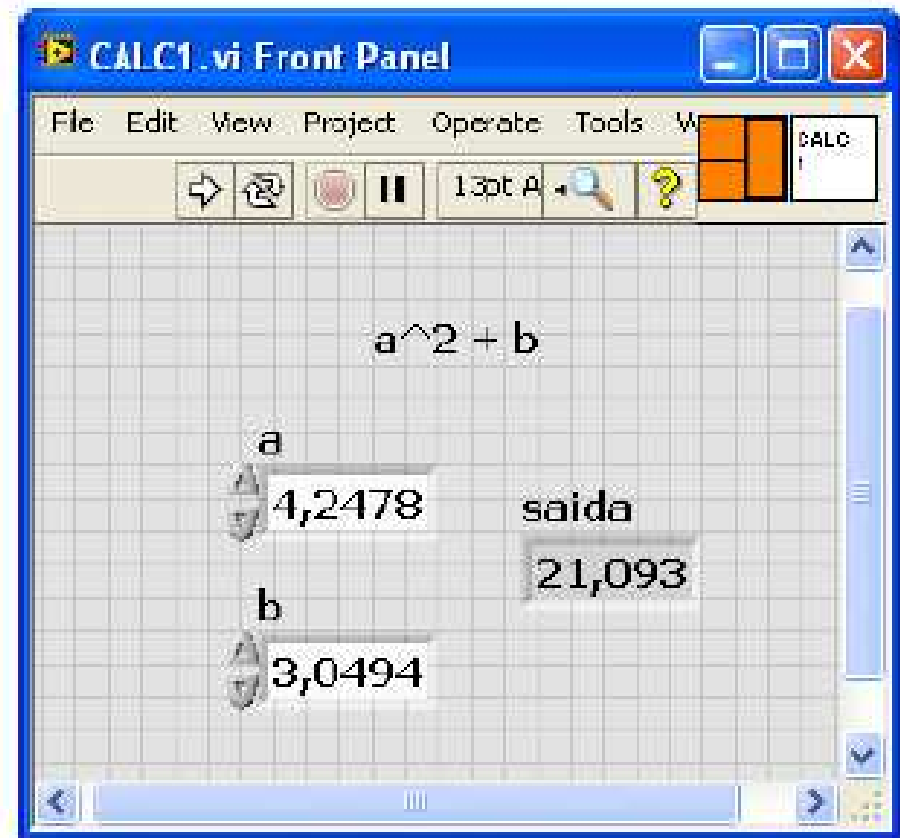 CALC1.vi Front Panel
File Edit View Project Operate Tools W
13pt A
CALC
1
a^2 + b
a
4,2478
saida
21,093
b
3,0494